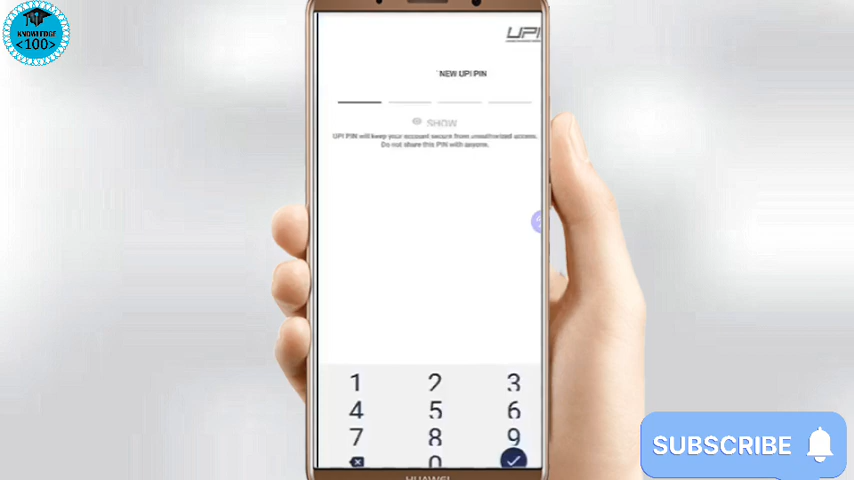 KNOWLEDGE
<100>
UPI
NEW UPI PIN
SHOW
UPI PIN will keep your account secure from unauthorized access.
Do not share this PIN with anyone.
1 2 3
4 5 6
7 8 9
0
SUBSCRIBE
HUAWEI